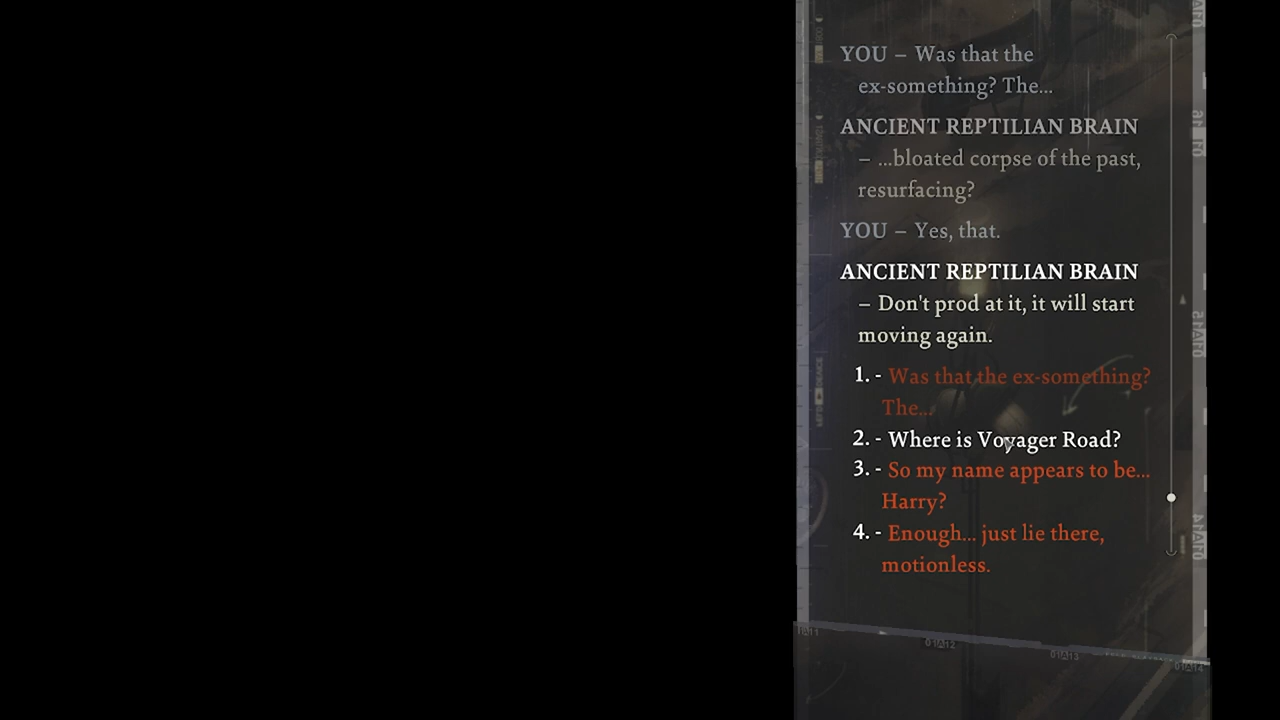 YOU – Was that the
ex-something? The...
ANCIENT REPTILIAN BRAIN
– ...bloated corpse of the past,
resurfacing?
YOU – Yes, that.
ANCIENT REPTILIAN BRAIN
– Don't prod at it, it will start
moving again.
1. - Was that the ex-something?
The...
2. - Where is Voyager Road?
3. - So my name appears to be...
Harry?
4. - Enough... just lie there,
motionless.